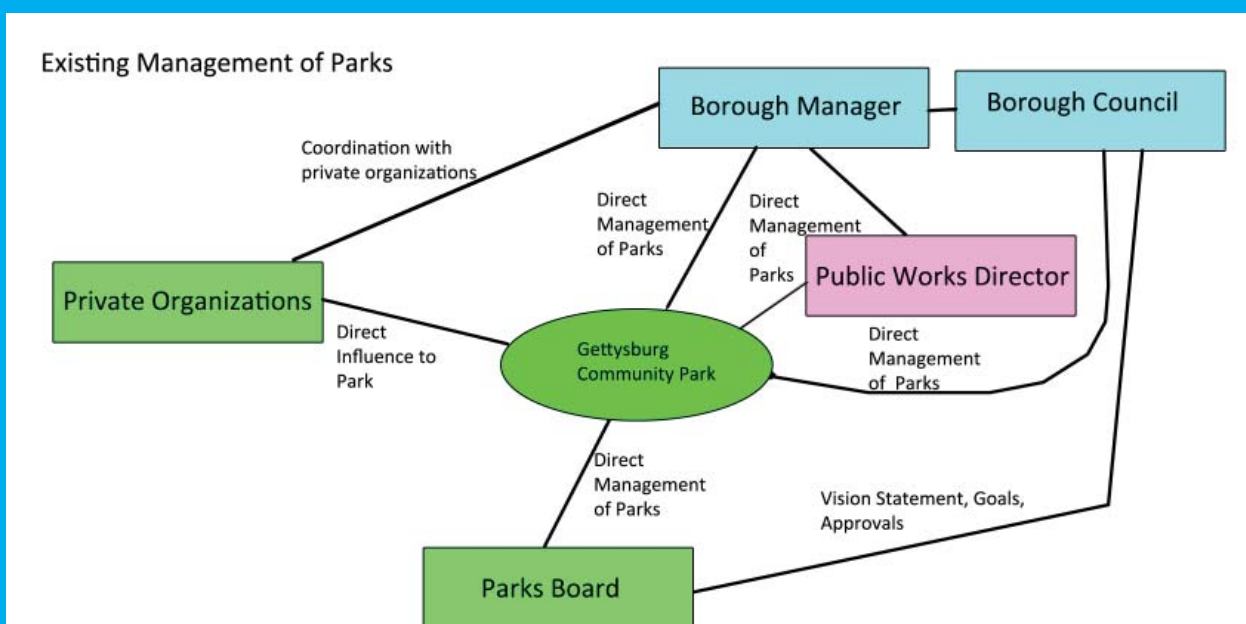 Existing Management of Parks
Borough Manager
Borough Council
Coordination with
private organizations
Direct
Management
of Parks
Direct
Management
of
Parks
Public Works Director
Private Organizations
Direct
Influence to
Park
Gettysburg
Community Park
Direct
Management
of Parks
Direct
Management
of Parks
Vision Statement, Goals,
Approvals
Parks Board